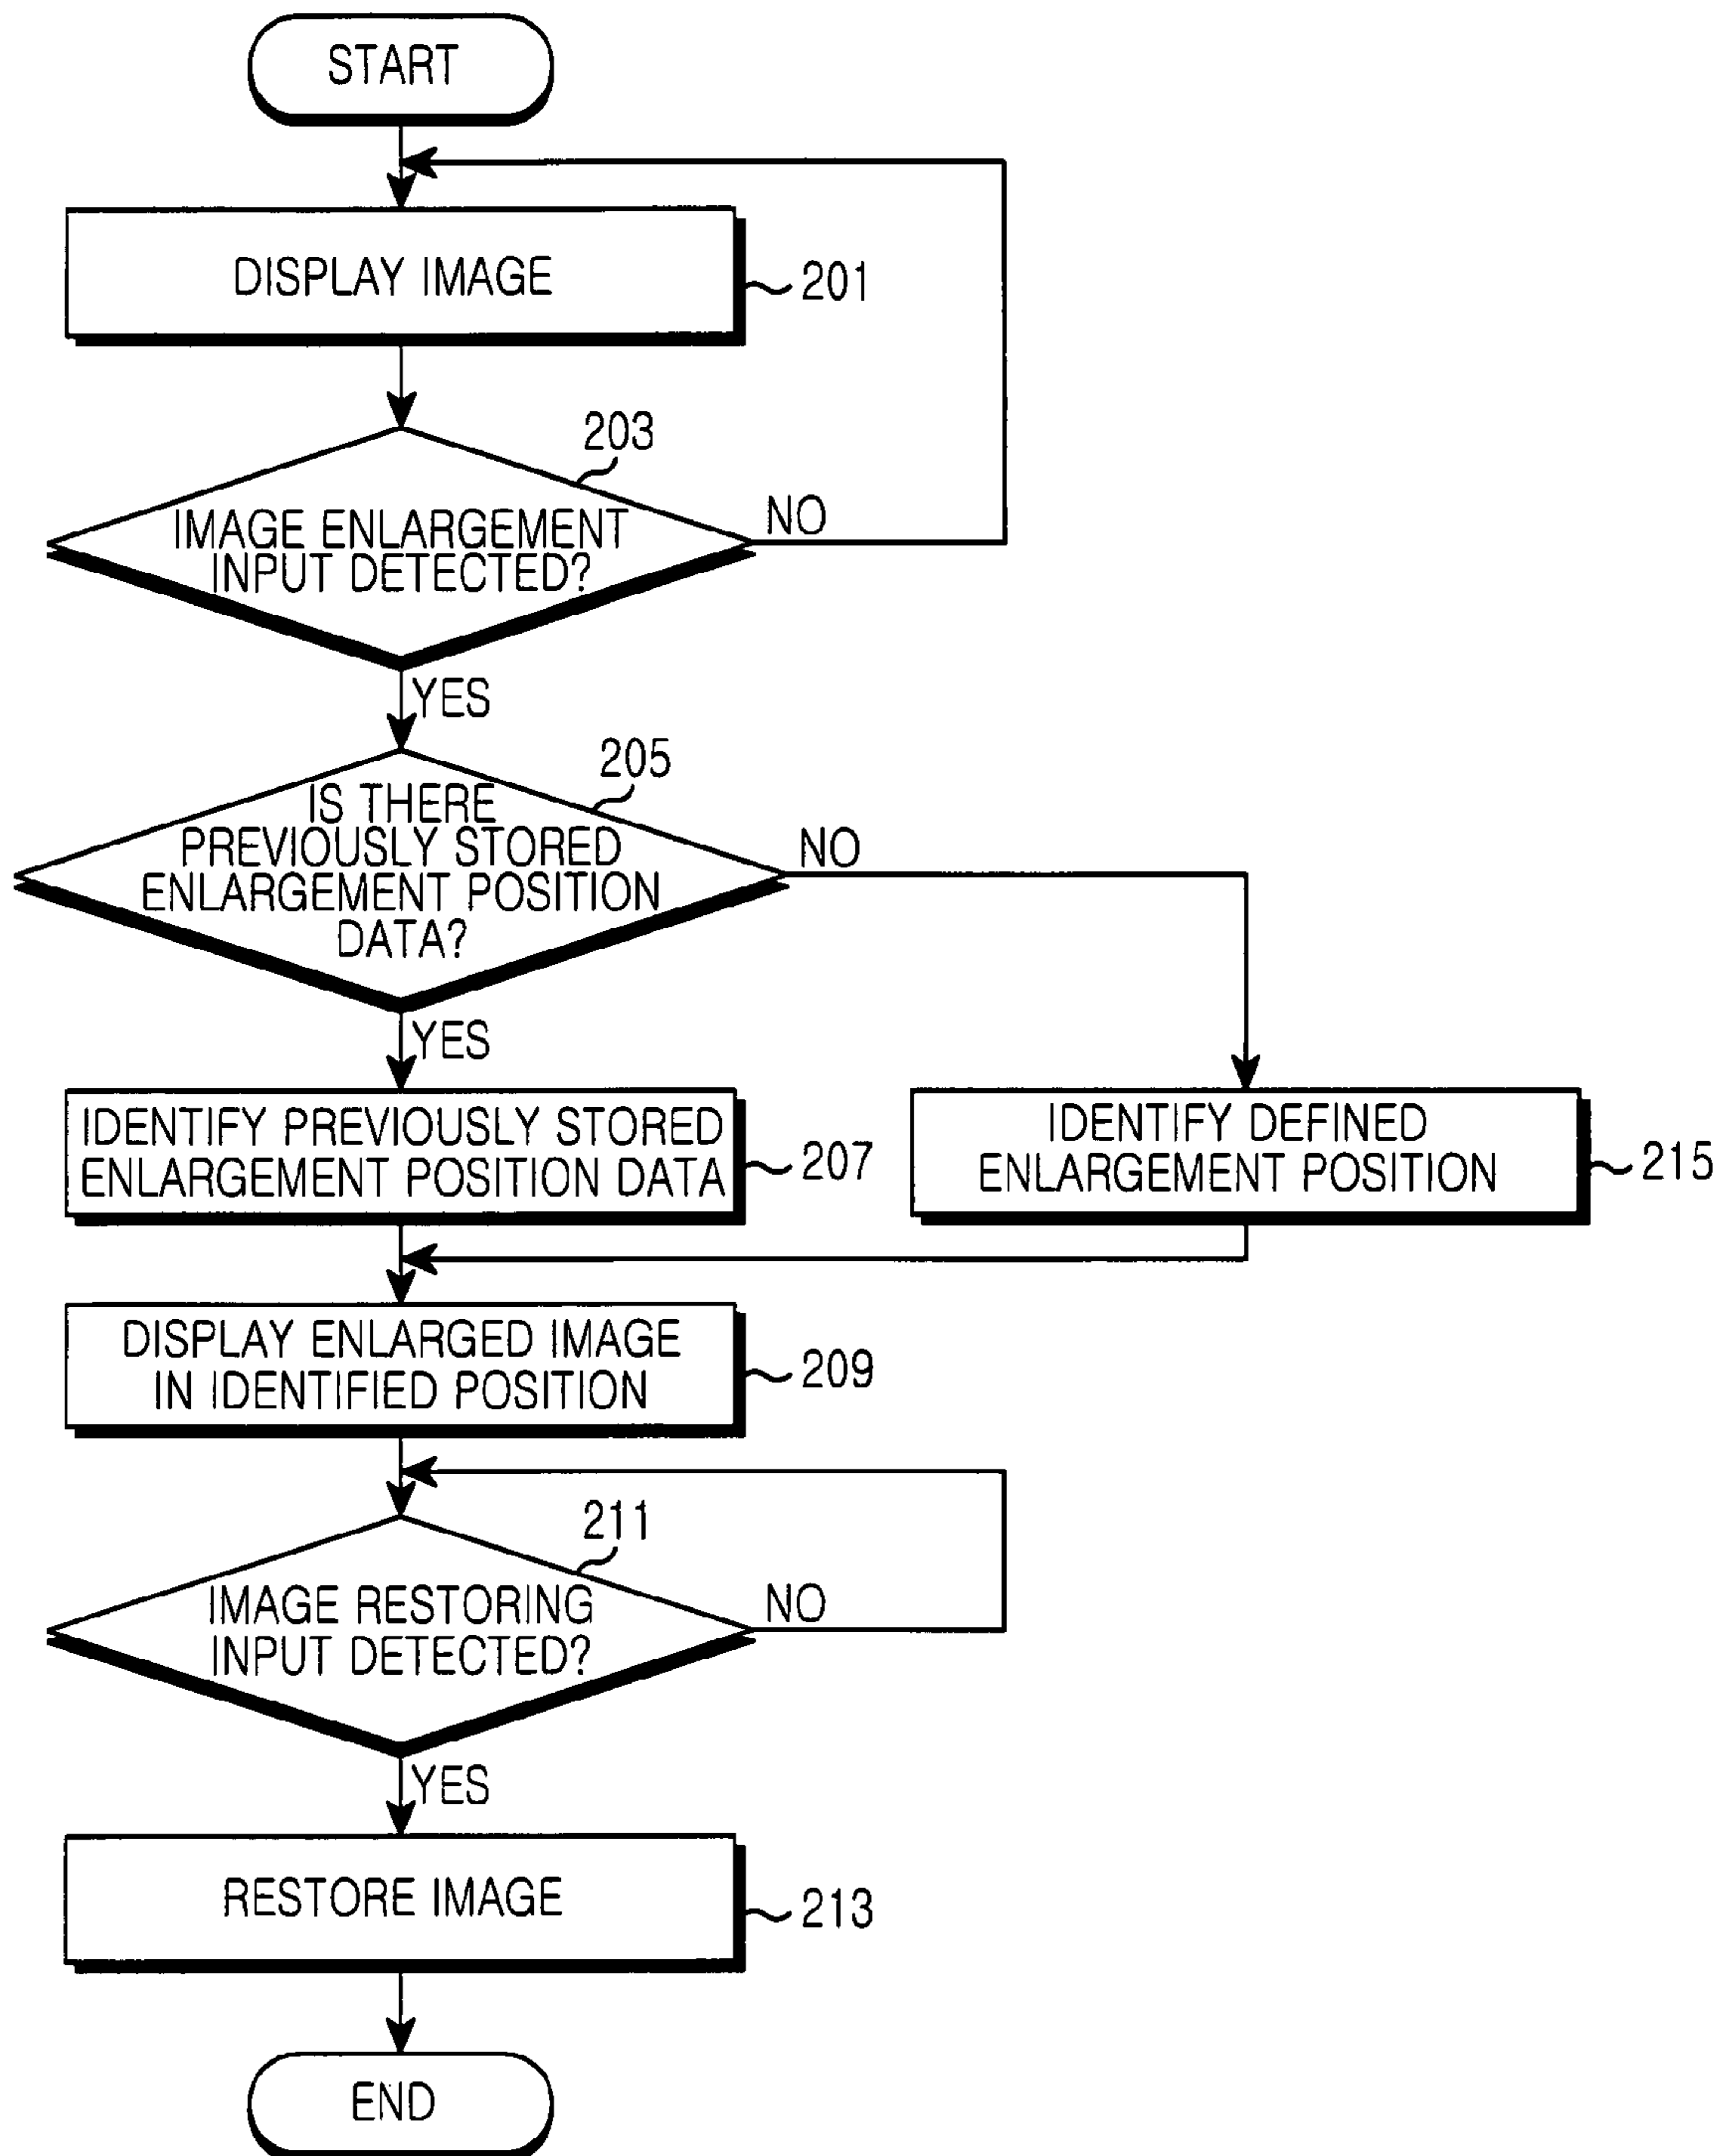 START
DISPLAY IMAGE
201
203
IMAGE ENLARGEMENT
INPUT DETECTED?
NO
YES
205
IS THERE
PREVIOUSLY STORED
ENLARGEMENT POSITION
DATA?
NO
YES
IDENTIFY PREVIOUSLY STORED
ENLARGEMENT POSITION DATA
207
IDENTIFY DEFINED
ENLARGEMENT POSITION
215
DISPLAY ENLARGED IMAGE
IN IDENTIFIED POSITION
209
211
IMAGE RESTORING
INPUT DETECTED?
NO
YES
RESTORE IMAGE
213
END